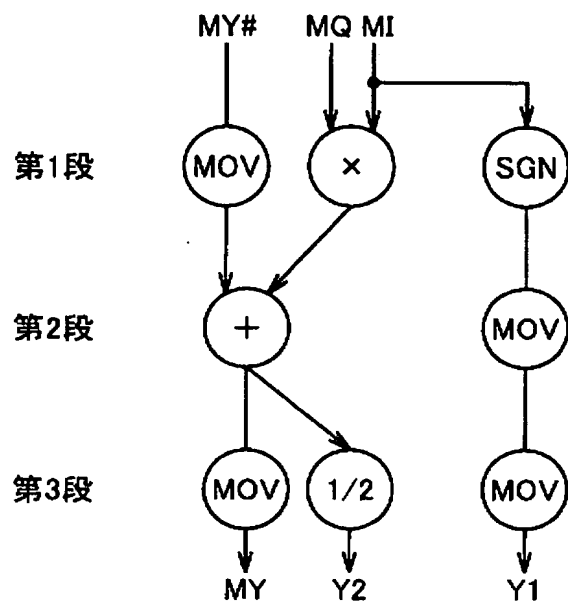 MY# MQ MI
第1段 MOV × SGN
第2段 + MOV
第3段 MOV 1/2 MOV
MY Y2 Y1